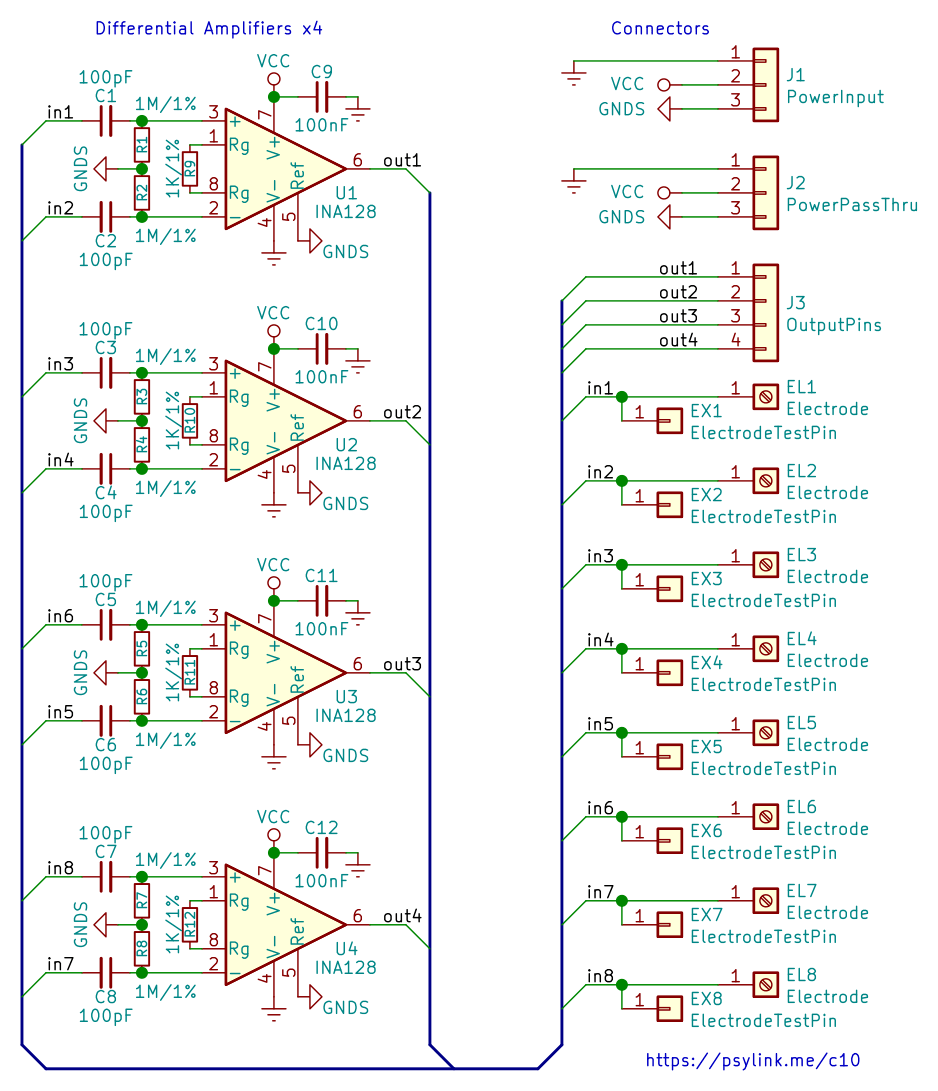 Differential Amplifiers x4
VCC
100pF
C1
C9
in1
1M/1%
100nF
3
+
7
V+
1
Rg
R1
1K/1%
R9
GNDS
6
out1
R2
8
Rg
V-
Ref
U1
INA128
in2
2
-
4
5
C2
1M/1%
100pF
GNDS
VCC
100pF
C3
C10
in3
1M/1%
100nF
3
+
7
V+
1
Rg
R3
1K/1%
R10
GNDS
6
out2
R4
8
Rg
V-
Ref
U2
INA128
in4
2
-
4
5
C4
1M/1%
100pF
GNDS
VCC
100pF
C5
C11
in6
1M/1%
100nF
3
+
7
V+
1
Rg
R5
1K/1%
R11
GNDS
6
out3
R6
8
Rg
V-
Ref
U3
INA128
in5
2
-
4
5
C6
1M/1%
100pF
GNDS
VCC
100pF
C7
C12
in8
1M/1%
100nF
3
+
7
V+
1
Rg
R7
1K/1%
R12
GNDS
6
out4
R8
8
Rg
V-
Ref
U4
INA128
in7
2
-
4
5
C8
1M/1%
100pF
GNDS
Connectors
1
VCC 2
GNDS 3
J1
PowerInput
1
VCC 2
GNDS 3
J2
PowerPassThru
out1 1
out2 2
out3 3
out4 4
J3
OutputPins
in1 1 EL1
Electrode
1 EX1
ElectrodeTestPin
in2 1 EL2
Electrode
1 EX2
ElectrodeTestPin
in3 1 EL3
Electrode
1 EX3
ElectrodeTestPin
in4 1 EL4
Electrode
1 EX4
ElectrodeTestPin
in5 1 EL5
Electrode
1 EX5
ElectrodeTestPin
in6 1 EL6
Electrode
1 EX6
ElectrodeTestPin
in7 1 EL7
Electrode
1 EX7
ElectrodeTestPin
in8 1 EL8
Electrode
1 EX8
ElectrodeTestPin
https://psylink.me/c10